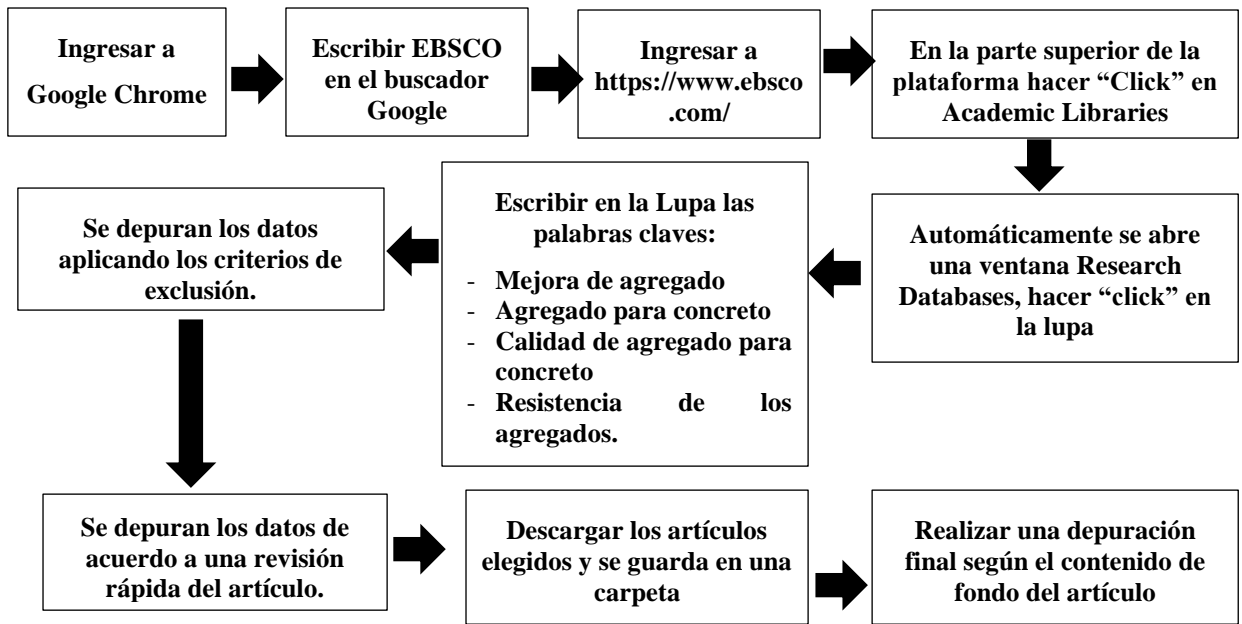 Ingresar a
Google Chrome
Escribir EBSCO
en el buscador
Google
Ingresar a
https://www.ebsco
.com/
En la parte superior de la
plataforma hacer “Click” en
Academic Libraries
Automáticamente se abre
una ventana Research
Databases, hacer “click” en
la lupa
Escribir en la Lupa las
palabras claves:
- Mejora de agregado
- Agregado para concreto
- Calidad de agregado para
concreto
- Resistencia de los
agregados.
Se depuran los datos
aplicando los criterios de
exclusión.
Se depuran los datos de
acuerdo a una revisión
rápida del artículo.
Descargar los artículos
elegidos y se guarda en una
carpeta
Realizar una depuración
final según el contenido de
fondo del artículo